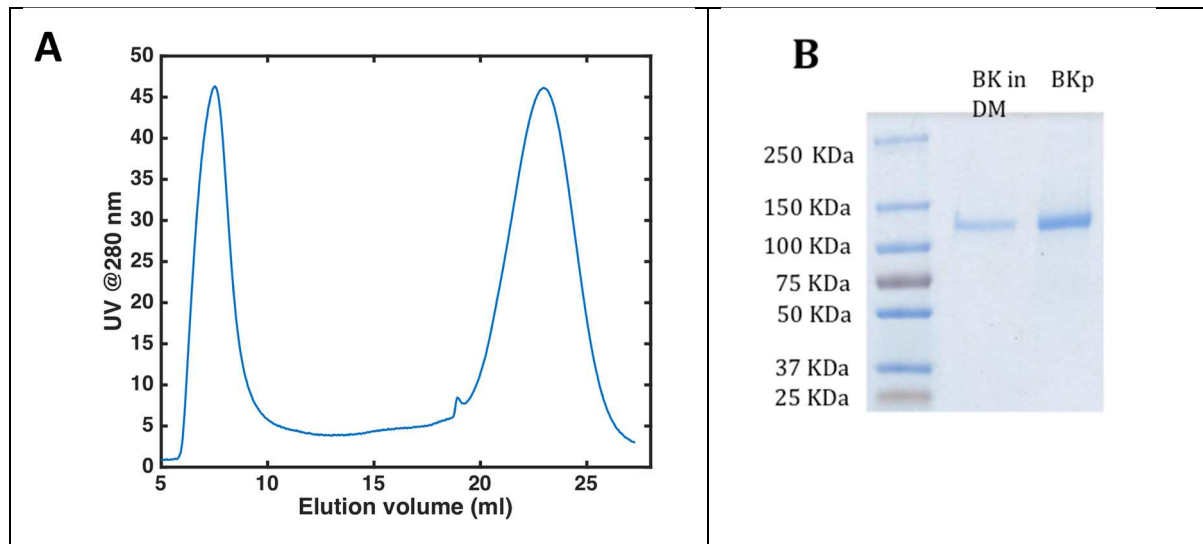 A
50
45
40
35
30
25
20
15
10
5
0
UV @280 nm
5 10 15 20 25
Elution volume (ml)
B
BK in
DM
BKp
250 KDa
150 KDa
100 KDa
75 KDa
50 KDa
37 KDa
25 KDa